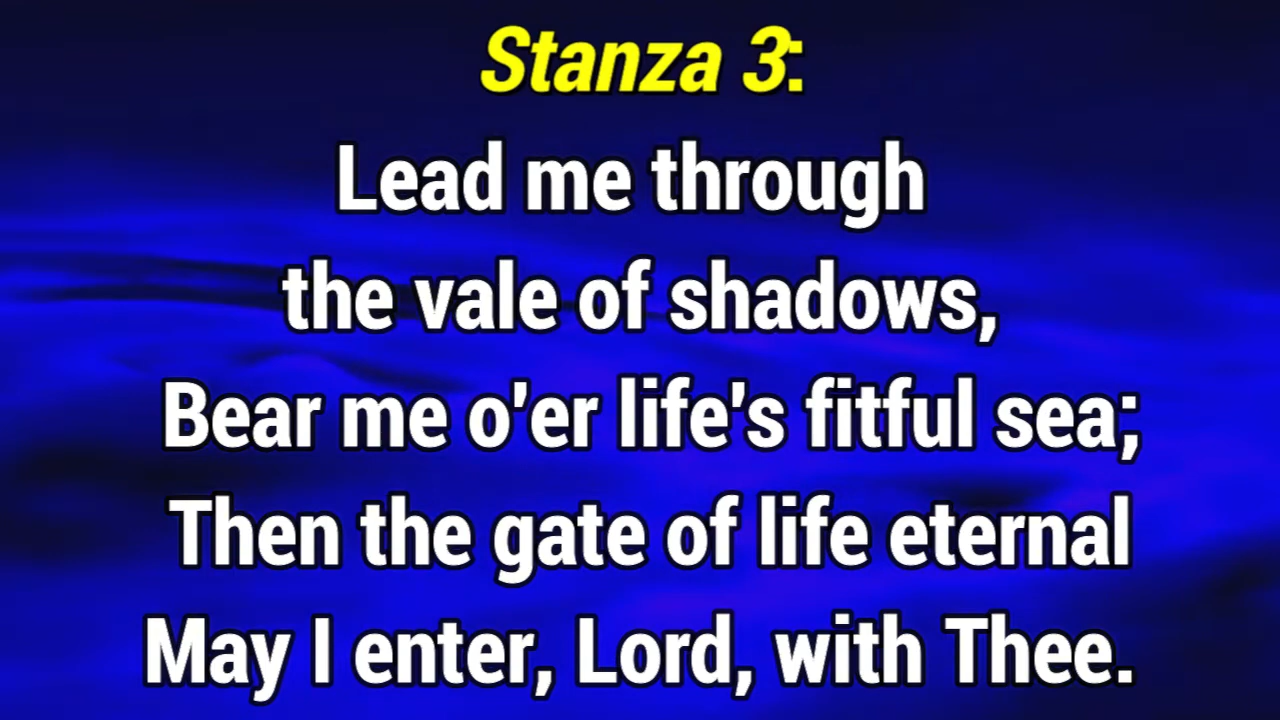 Stanza 3:
Lead me through
the vale of shadows,
Bear me o'er life's fitful sea;
Then the gate of life eternal
May I enter, Lord, with Thee.